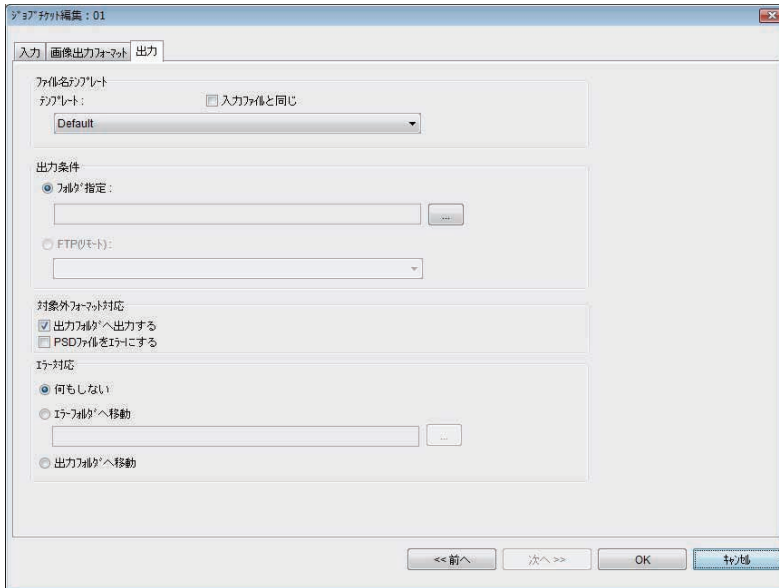 ｼﾞｮﾌﾞﾁｹｯﾄ編集：01
入力 画像出力ﾌｫｰﾏｯﾄ 出力
ﾌｧｲﾙ名ﾃﾝﾌﾟﾚｰﾄ
ﾃﾝﾌﾟﾚｰﾄ： 入力ﾌｧｲﾙと同じ
Default
出力条件
ﾌｫﾙﾀﾞ指定：
...
FTP(ﾘﾓｰﾄ)：
対象外ﾌｫｰﾏｯﾄ対応
出力ﾌｫﾙﾀﾞへ出力する
PSDﾌｧｲﾙをｴﾗｰにする
ｴﾗｰ対応
何もしない
ｴﾗｰﾌｫﾙﾀﾞへ移動
...
出力ﾌｫﾙﾀﾞへ移動
<< 前へ 次へ >> OK ｷｬﾝｾﾙ